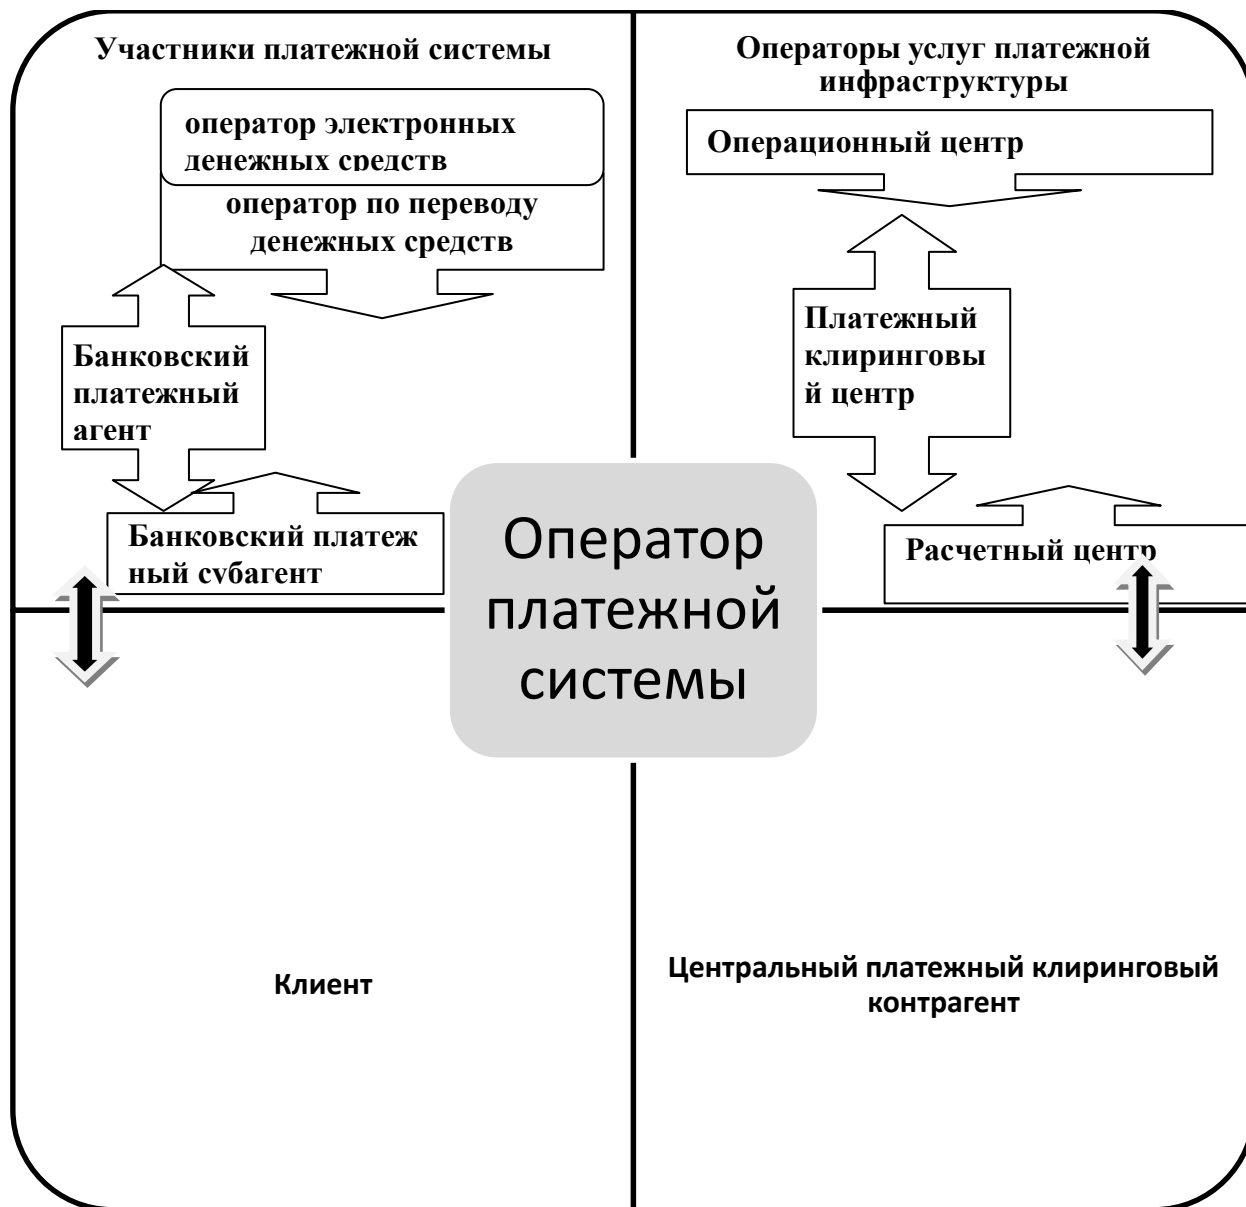 Участники платежной системы
оператор электронных
денежных средств
оператор по переводу
денежных средств
Банковский
платежный
агент
Банковский платеж
ный субагент
Операторы услуг платежной
инфраструктуры
Операционный центр
Платежный
клиринговы
й центр
Расчетный центр
Оператор
платежной
системы
Клиент
Центральный платежный клиринговый
контрагент